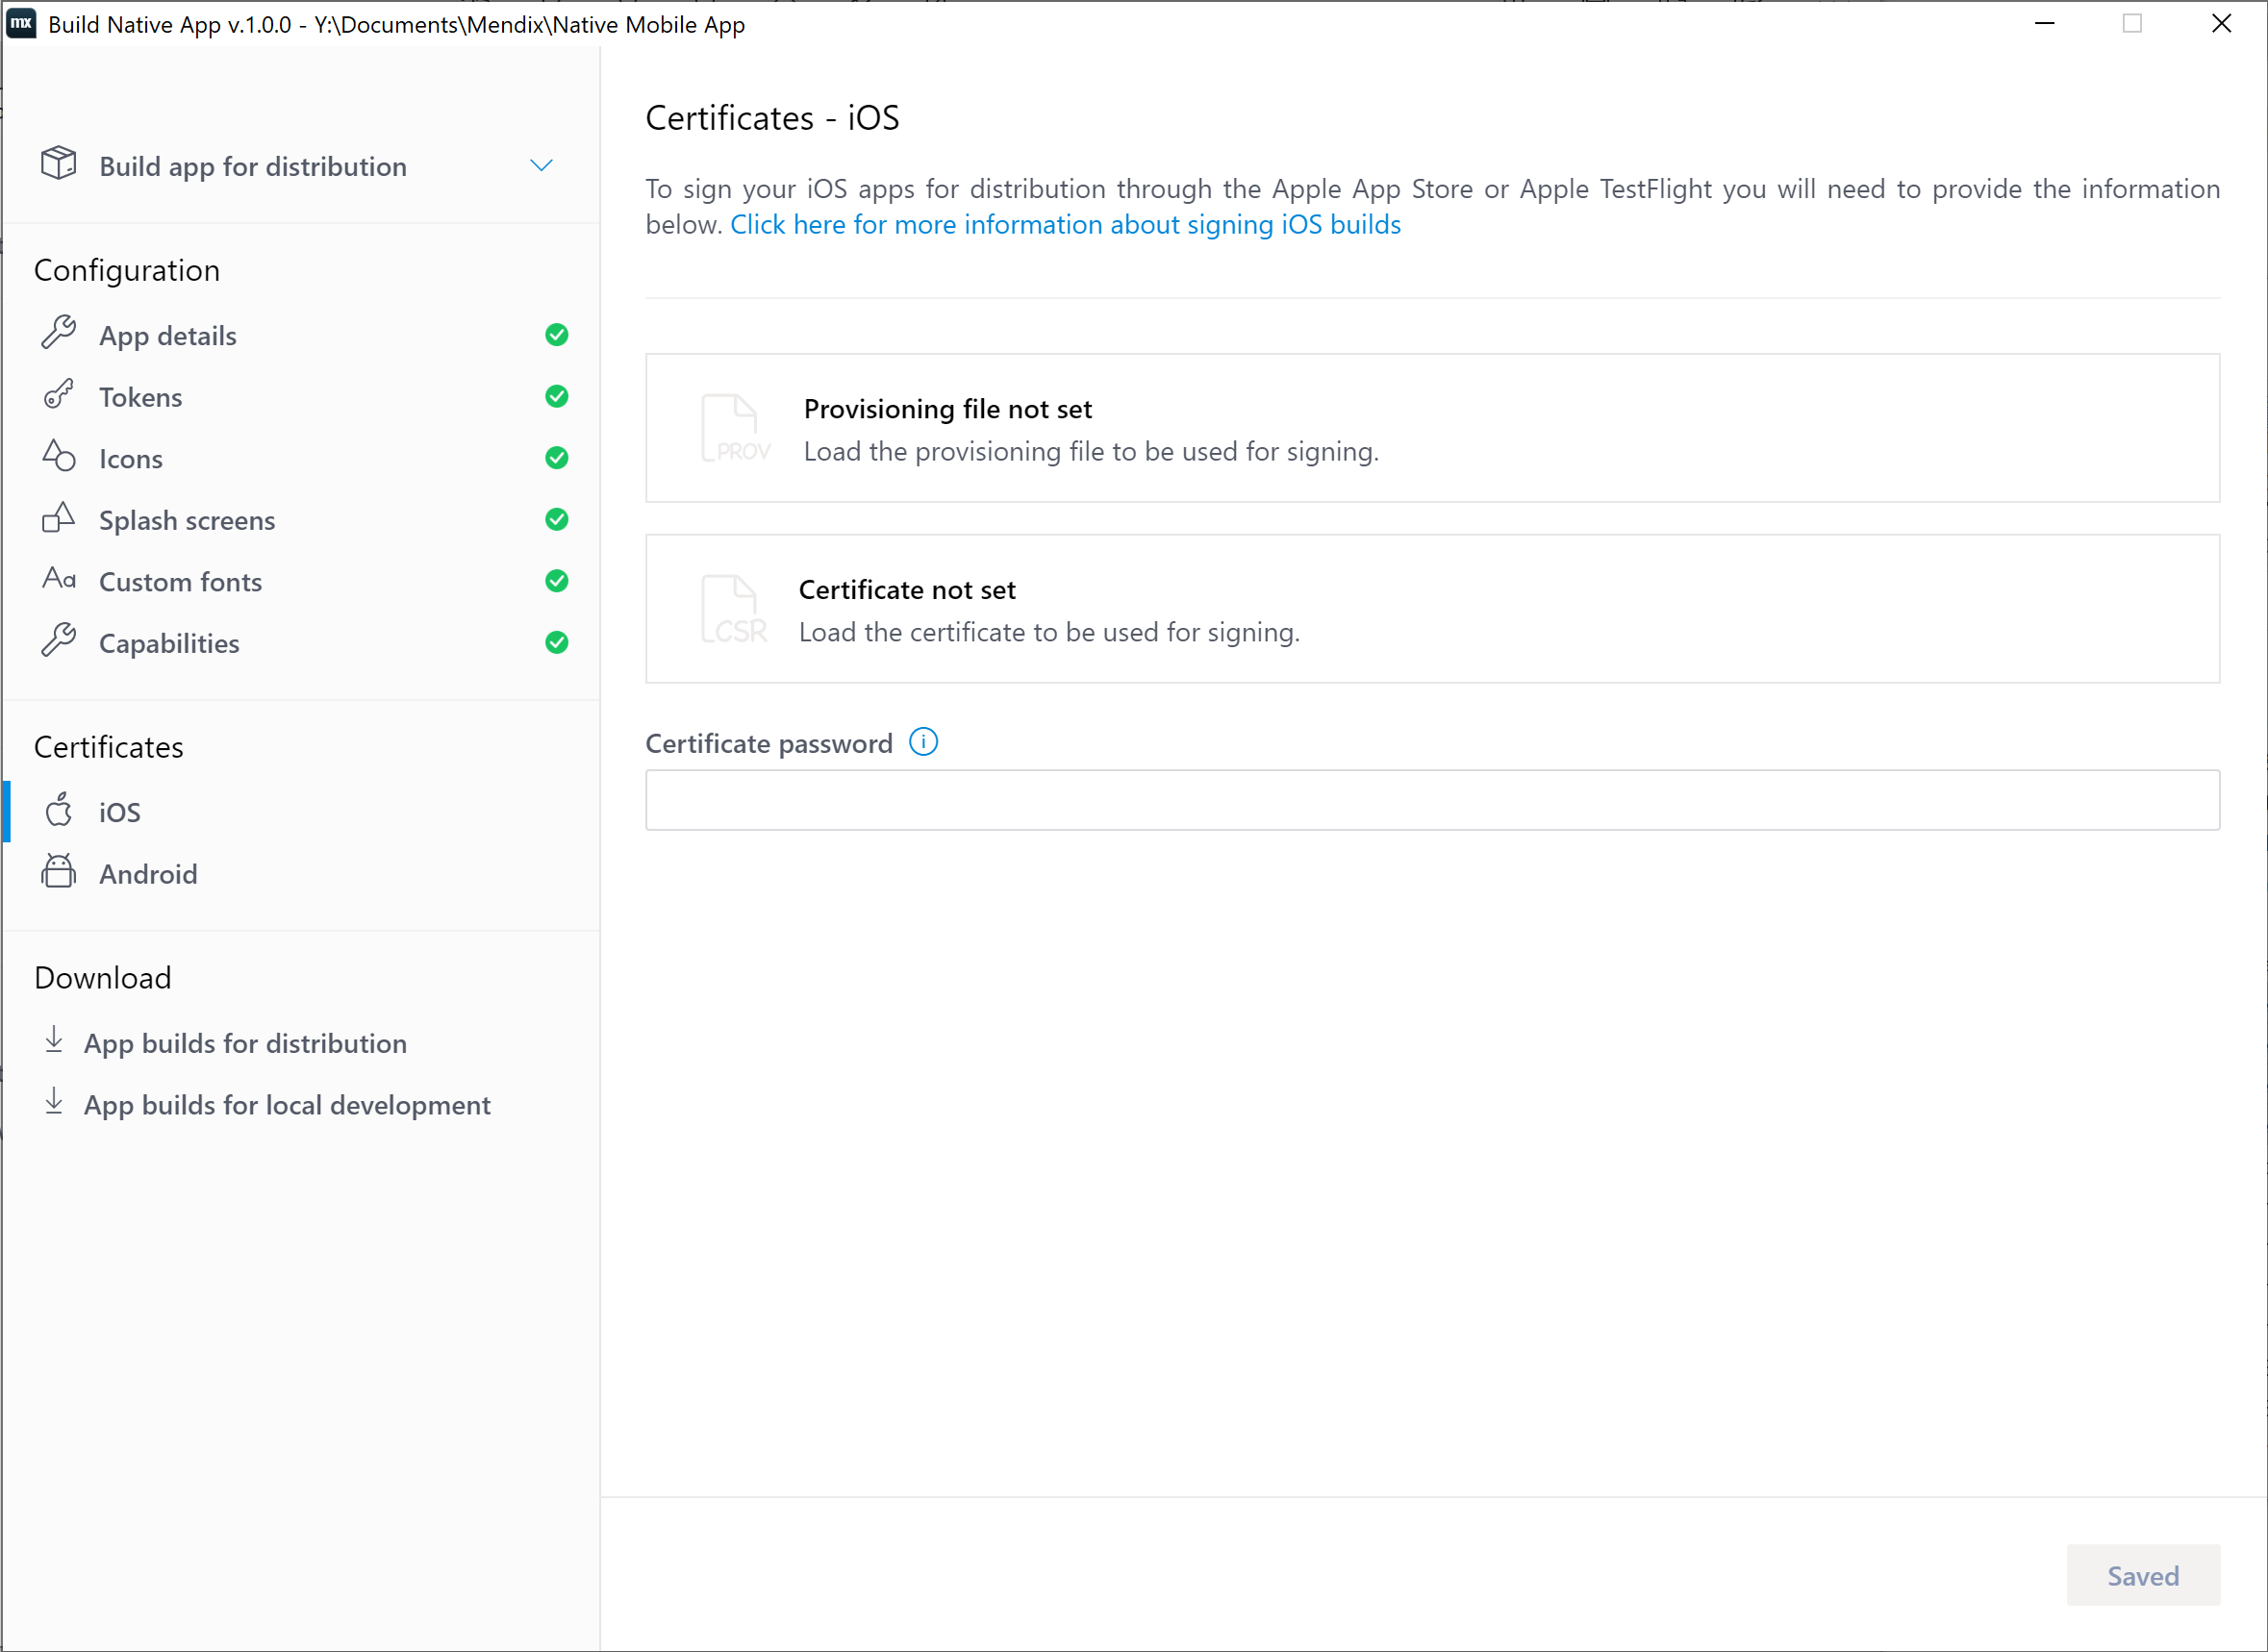 mx Build Native App v.1.0.0 - Y:\Documents\Mendix\Native Mobile App
Build app for distribution
Configuration
App details
Tokens
Icons
Splash screens
Aa Custom fonts
Capabilities
Certificates
iOS
Android
Download
App builds for distribution
App builds for local development
Certificates - iOS
To sign your iOS apps for distribution through the Apple App Store or Apple TestFlight you will need to provide the information
below. Click here for more information about signing iOS builds
Provisioning file not set
PROV
Load the provisioning file to be used for signing.
Certificate not set
CSR
Load the certificate to be used for signing.
Certificate password i
Saved